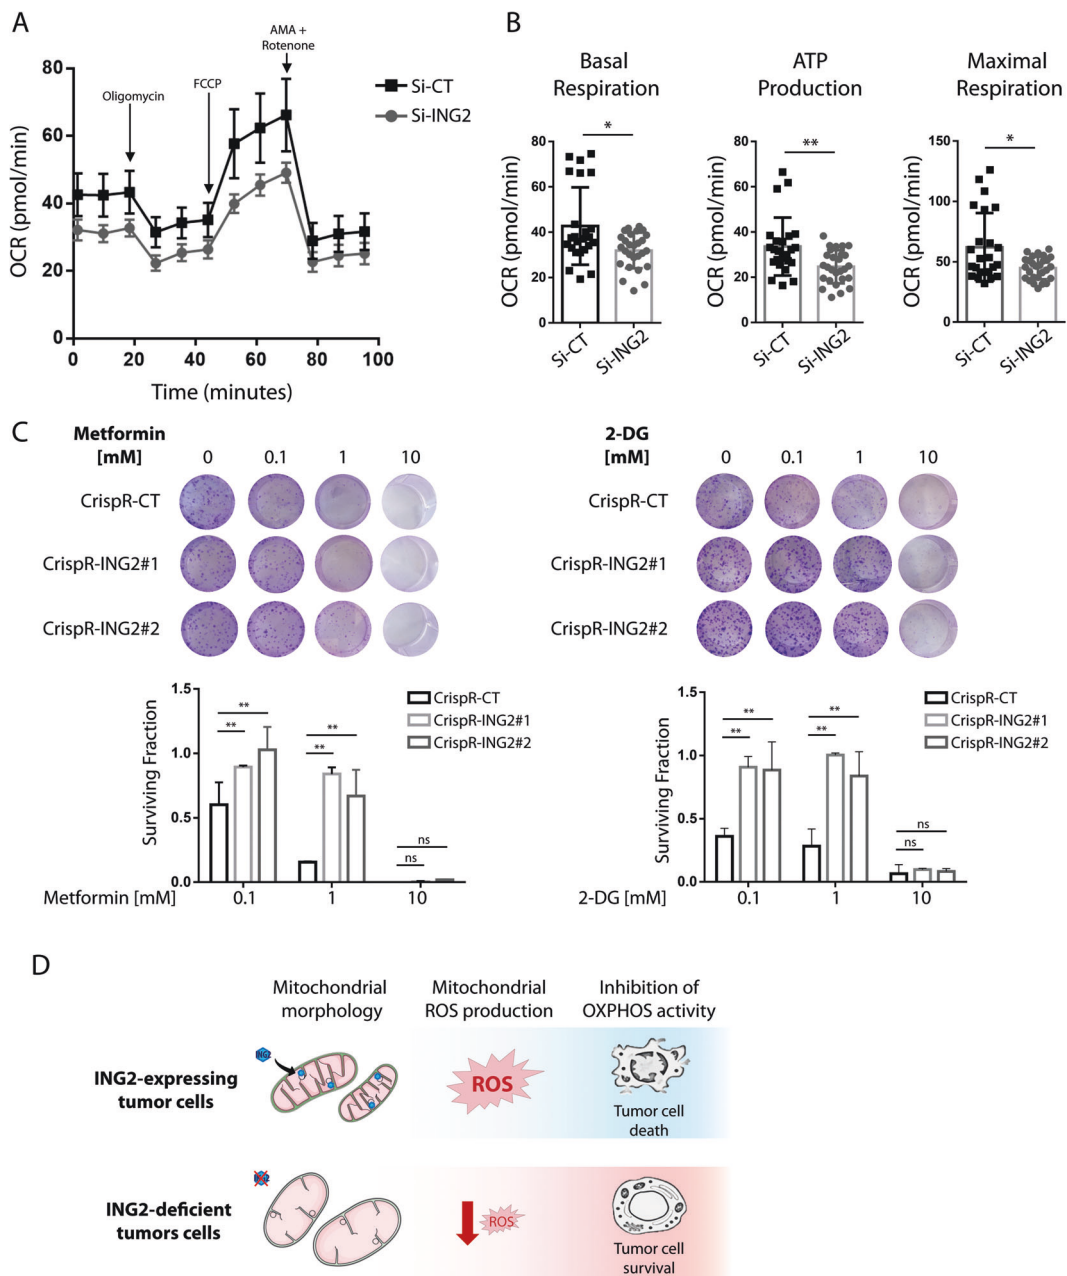 A
AMA +
Rotenone
FCCP
Oligomycin
Si-CT
Si-ING2
80
60
40
20
0
OCR (pmol/min)
0 20 40 60 80 100
Time (minutes)
B
Basal
Respiration
*
80
60
40
20
0
OCR (pmol/min)
Si-CT
Si-ING2
ATP
Production
**
80
60
40
20
0
OCR (pmol/min)
Si-CT
Si-ING2
Maximal
Respiration
*
150
100
50
0
OCR (pmol/min)
Si-CT
Si-ING2
C
Metformin
[mM]
0 0.1 1 10
CrispR-CT
CrispR-ING2#1
CrispR-ING2#2
2-DG
[mM]
0 0.1 1 10
CrispR-CT
CrispR-ING2#1
CrispR-ING2#2
1.5
1.0
0.5
0.0
Surviving Fraction
**
**
**
**
ns
ns
CrispR-CT
CrispR-ING2#1
CrispR-ING2#2
Metformin [mM]
0.1 1 10
1.5
1.0
0.5
0.0
Surviving Fraction
**
**
**
**
ns
ns
CrispR-CT
CrispR-ING2#1
CrispR-ING2#2
2-DG [mM]
0.1 1 10
D
Mitochondrial
morphology
Mitochondrial
ROS production
Inhibition of
OXPHOS activity
ING2-expressing
tumor cells
ING2
ROS
Tumor cell
death
ING2-deficient
tumors cells
ING2
ROS
Tumor cell
survival